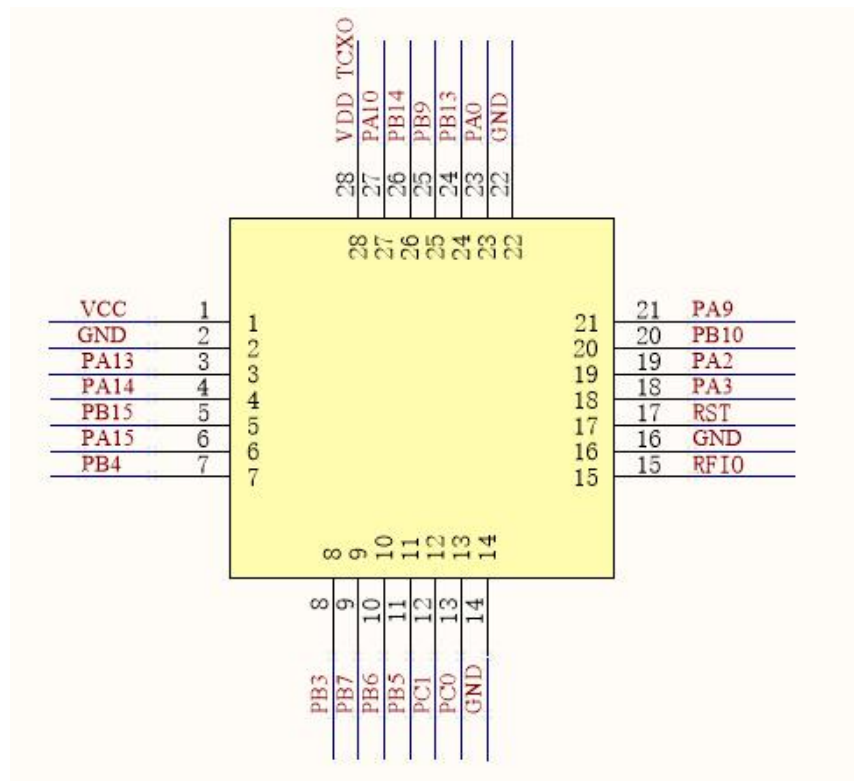 VDD TCXO
PA10
PB14
PB9
PB13
PA0
GND
28
27
26
25
24
23
22
28
27
26
25
24
23
22
VCC 1 1
GND 2 2
PA13 3 3
PA14 4 4
PB15 5 5
PA15 6 6
PB4 7 7
21 21 PA9
20 20 PB10
19 19 PA2
18 18 PA3
17 17 RST
16 16 GND
15 15 RFIO
8
9
10
11
12
13
14
8
9
10
11
12
13
14
PB3
PB7
PB6
PB5
PC1
PC0
GND